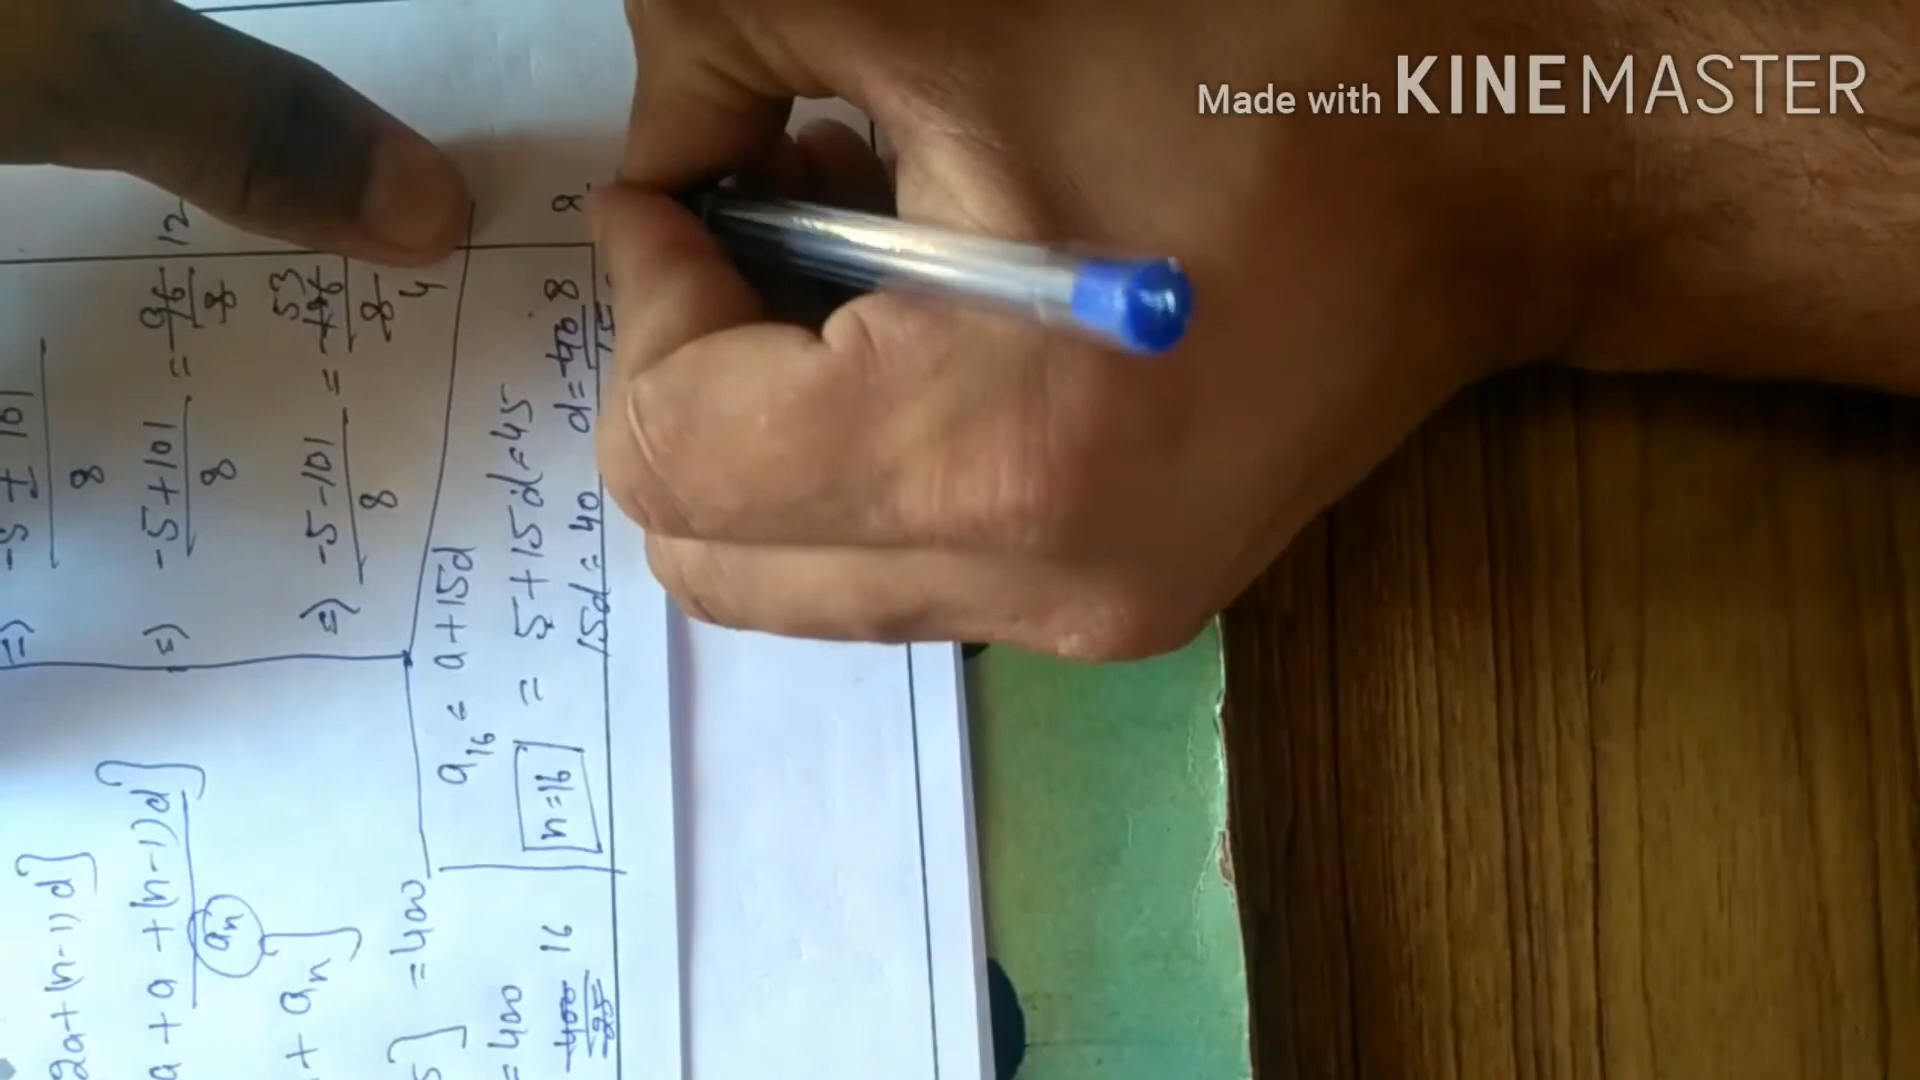 Made with KINEMASTER
-5 ± 101
8
=) -5+101 = 96 12
8 8
=) -5-101 = 106 53
8 8 4
2a+(n-1)d]
a + a + (n-1)d]
an
+ an]
5] = 400
= 400
400 16
25
a16 = a+15d
n=16 = 5+15d=45
15d=40 d=40 8
15
8